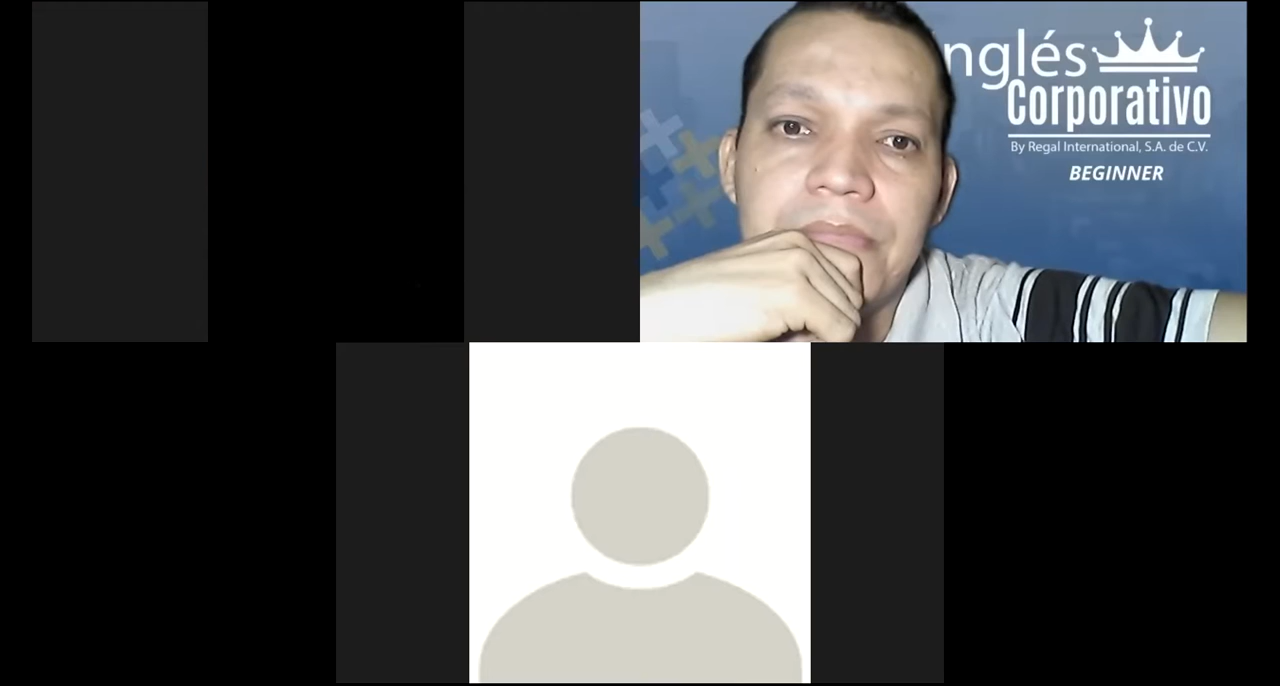 nglés
Corporativo
By Regal International, S.A. de C.V.
BEGINNER